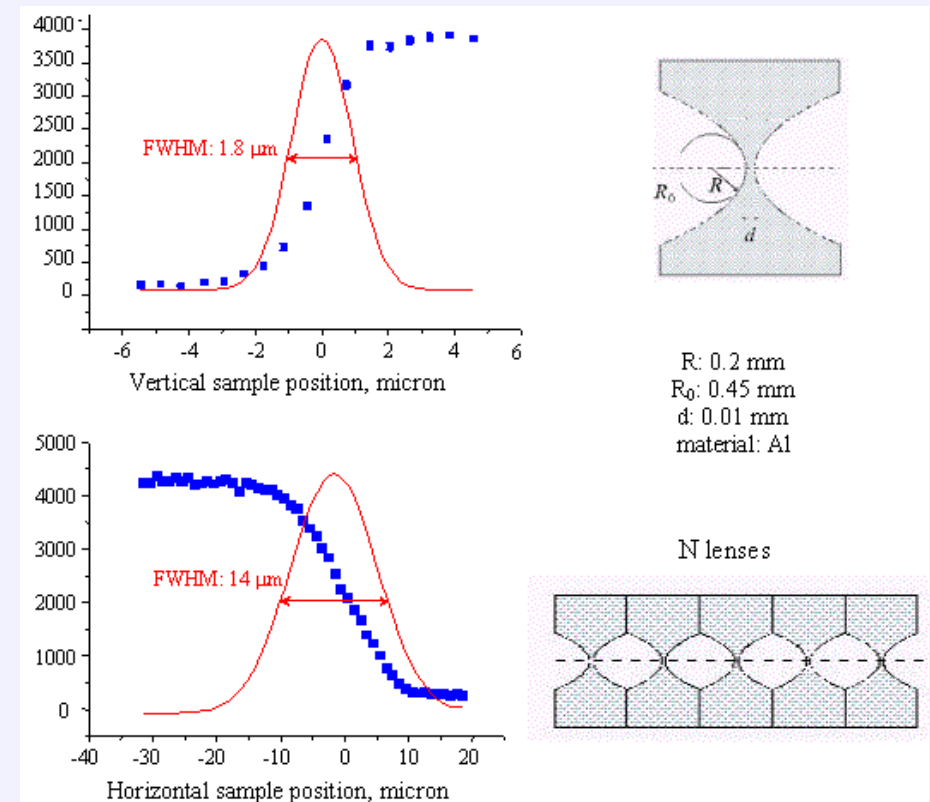 4000
3500
3000
2500
2000
1500
1000
500
0
FWHM: 1.8 μm
-6 -4 -2 0 2 4 6
Vertical sample position, micron
R₀ R
d
R: 0.2 mm
R₀: 0.45 mm
d: 0.01 mm
material: Al
5000
4000
3000
2000
1000
0
FWHM: 14 μm
-40 -30 -20 -10 0 10 20
Horizontal sample position, micron
N lenses